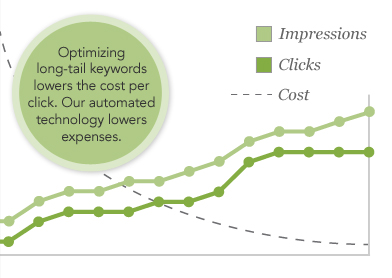 Optimizing
long-tail keywords
lowers the cost per
click. Our automated
technology lowers
expenses.
Impressions
Clicks
Cost